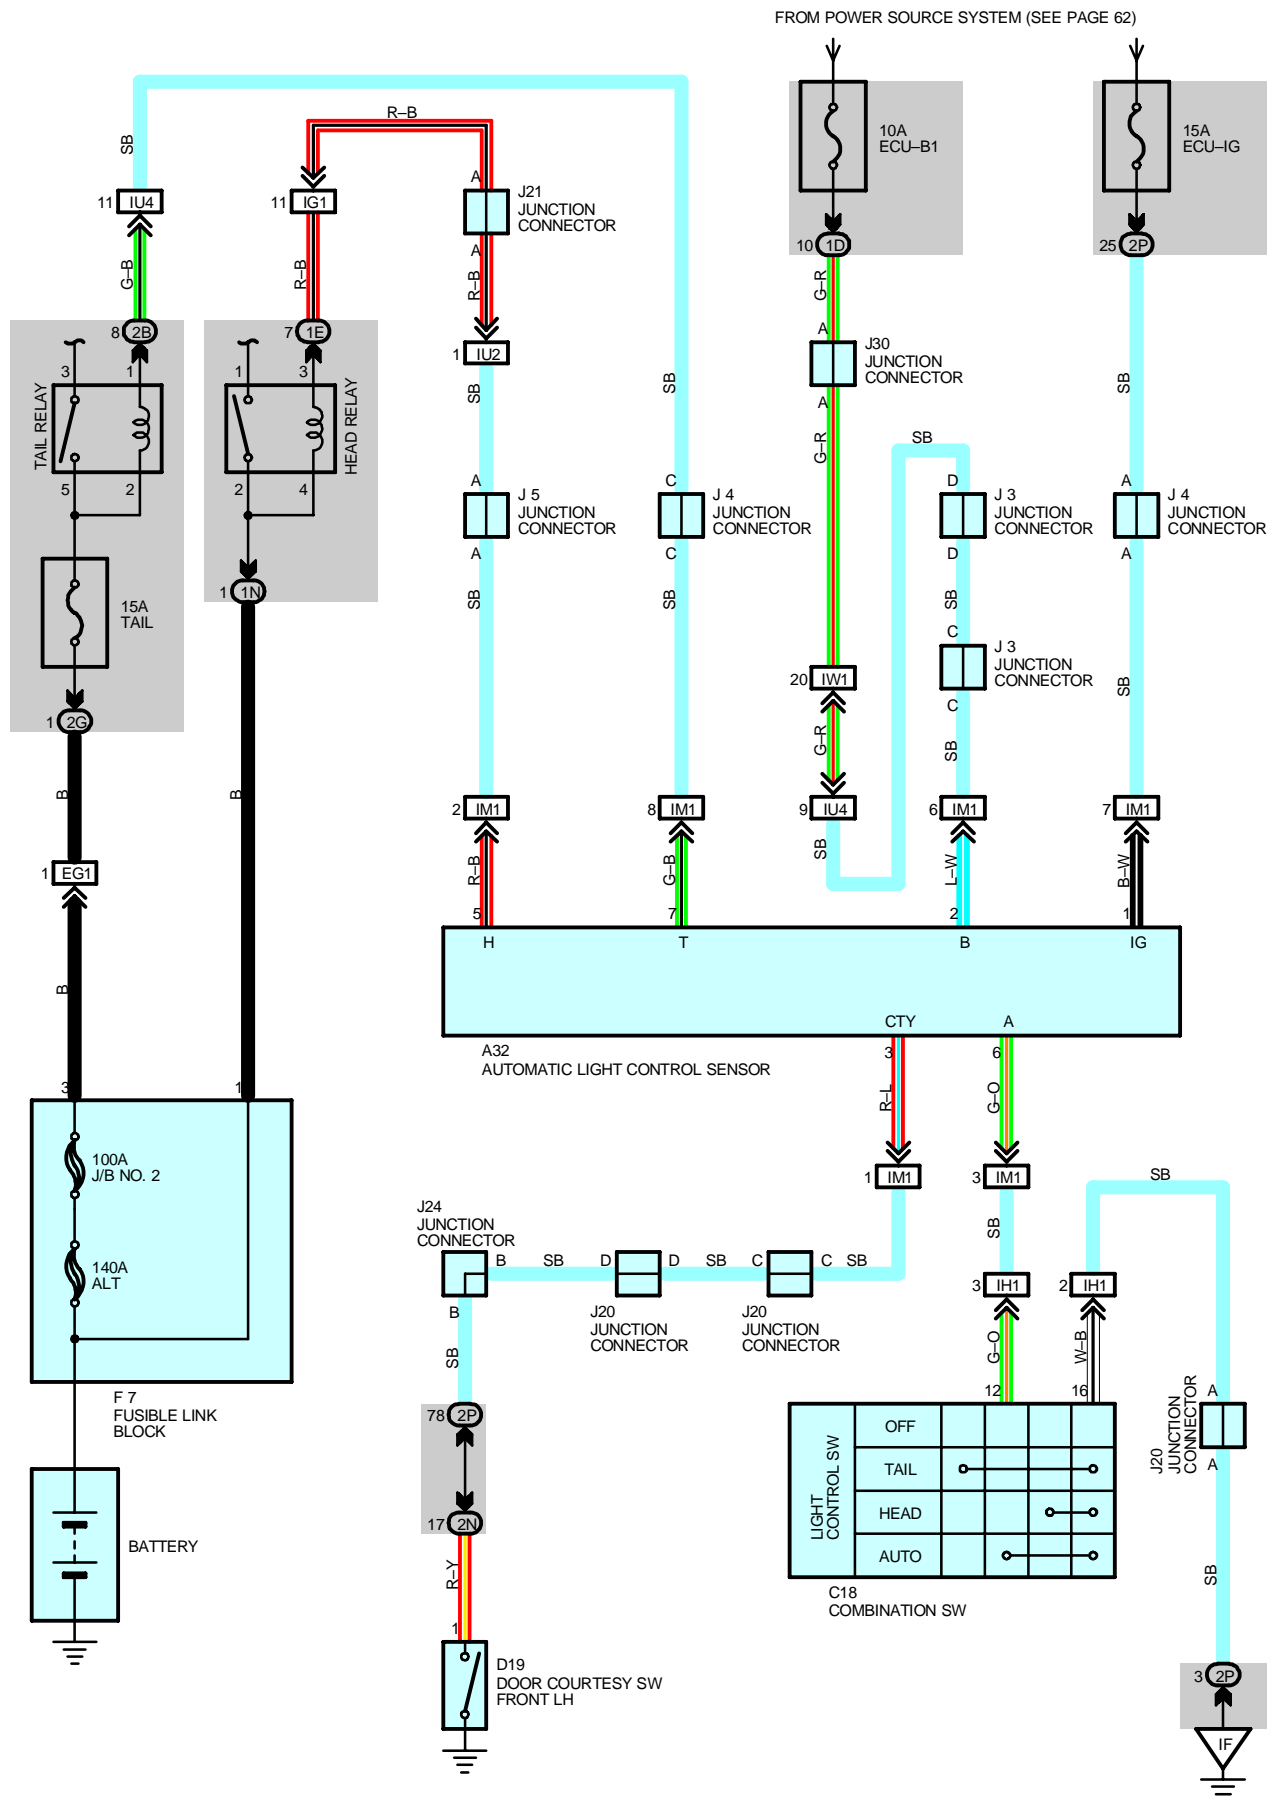 FROM POWER SOURCE SYSTEM (SEE PAGE 62)
10A
ECU–B1
15A
ECU–IG
SB
R–B
A
J21
JUNCTION
CONNECTOR
A
11 IU4
11 IG1
10 1D
25 2P
G–B
R–B
R–B
G–R
A
J30
JUNCTION
CONNECTOR
A
8 2B
7 1E
1 IU2
3
1
1
3
TAIL RELAY
HEAD RELAY
5
2
2
4
SB
SB
G–R
SB
SB
A
J 5
JUNCTION
CONNECTOR
A
C
J 4
JUNCTION
CONNECTOR
C
D
J 3
JUNCTION
CONNECTOR
D
A
J 4
JUNCTION
CONNECTOR
A
15A
TAIL
1 1N
SB
SB
SB
C
J 3
JUNCTION
CONNECTOR
C
20 IW1
SB
1 2G
G–R
SB
B
B
2 IM1
8 IM1
9 IU4
6 IM1
7 IM1
1 EG1
R–B
G–B
SB
L–W
B–W
5
7
2
1
H
T
B
IG
B
CTY
A
A32
AUTOMATIC LIGHT CONTROL SENSOR
3
6
3
1
R–L
G–O
100A
J/B NO. 2
140A
ALT
1 IM1
3 IM1
SB
J24
JUNCTION
CONNECTOR
SB
B
SB
D
D
SB
C
C
SB
B
J20
JUNCTION
CONNECTOR
J20
JUNCTION
CONNECTOR
3 IH1
2 IH1
SB
G–O
W–B
F 7
FUSIBLE LINK
BLOCK
12
16
A
J20
JUNCTION
CONNECTOR
A
78 2P
LIGHT
CONTROL SW
OFF
TAIL
HEAD
AUTO
17 2N
BATTERY
R–Y
C18
COMBINATION SW
SB
1
D19
DOOR COURTESY SW
FRONT LH
3 2P
IF